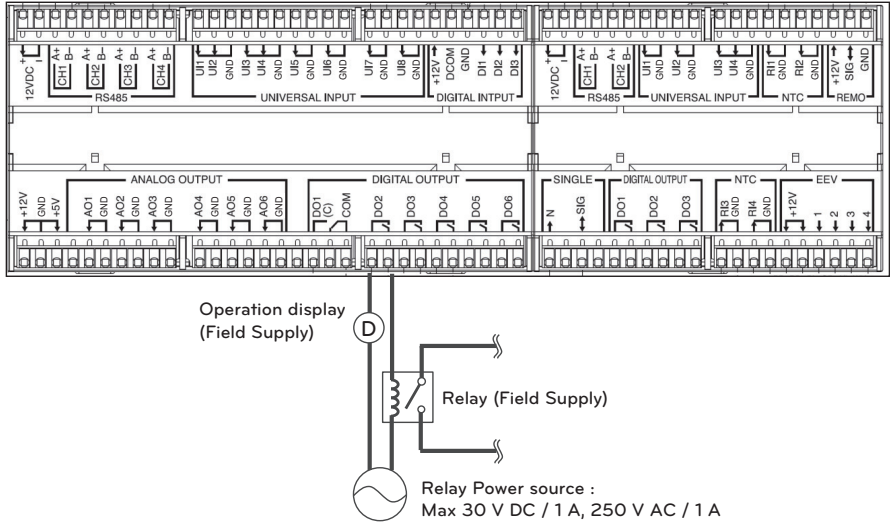 12VDC + − A+ B− CH1 A+ B− CH2 A+ B− CH3 A+ B− CH4 UI1 UI2 GND UI3 UI4 GND UI5 GND UI6 GND UI7 GND UI8 GND +12V DCOM GND DI1 DI2 DI3 12VDC + − A+ B− CH1 A+ B− CH2 UI1 GND UI2 GND UI3 UI4 GND RI1 GND RI2 GND +12V SIG GND
RS485 UNIVERSAL INPUT DIGITAL INTPUT RS485 UNIVERSAL INPUT NTC REMO
ANALOG OUTPUT DIGITAL OUTPUT SINGLE DIGITAL OUTPUT NTC EEV
+12V GND +5V AO1 GND AO2 GND AO3 GND AO4 GND AO5 GND AO6 GND DO1 (C) COM DO2 DO3 DO4 DO5 DO6 N SIG DO1 DO2 DO3 RI3 GND RI4 GND +12V 1 2 3 4
Operation display
(Field Supply)
D
Relay (Field Supply)
Relay Power source :
Max 30 V DC / 1 A, 250 V AC / 1 A